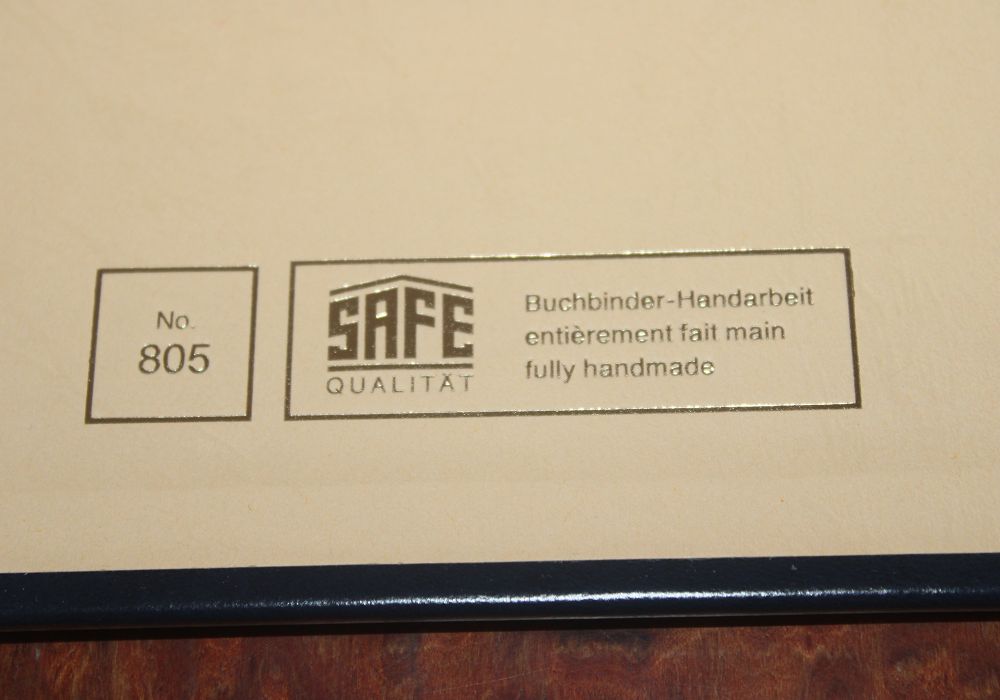 No.
805
SAFE
QUALITÄT
Buchbinder-Handarbeit
entièrement fait main
fully handmade